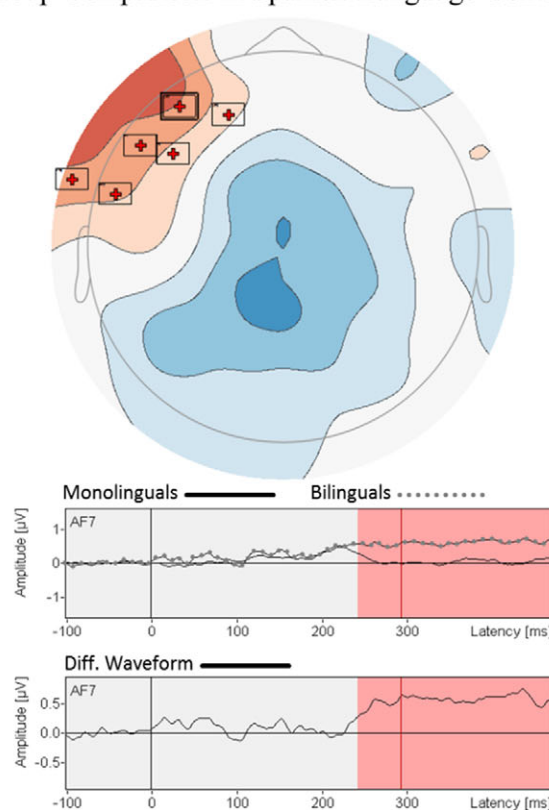 Monolinguals Bilinguals
AF7
Amplitude [µV]
1
0
-1
-100 0 100 200 300 Latency [ms]
Diff. Waveform
AF7
Amplitude [µV]
0.5
0.0
-0.5
-100 0 100 200 300 Latency [ms]